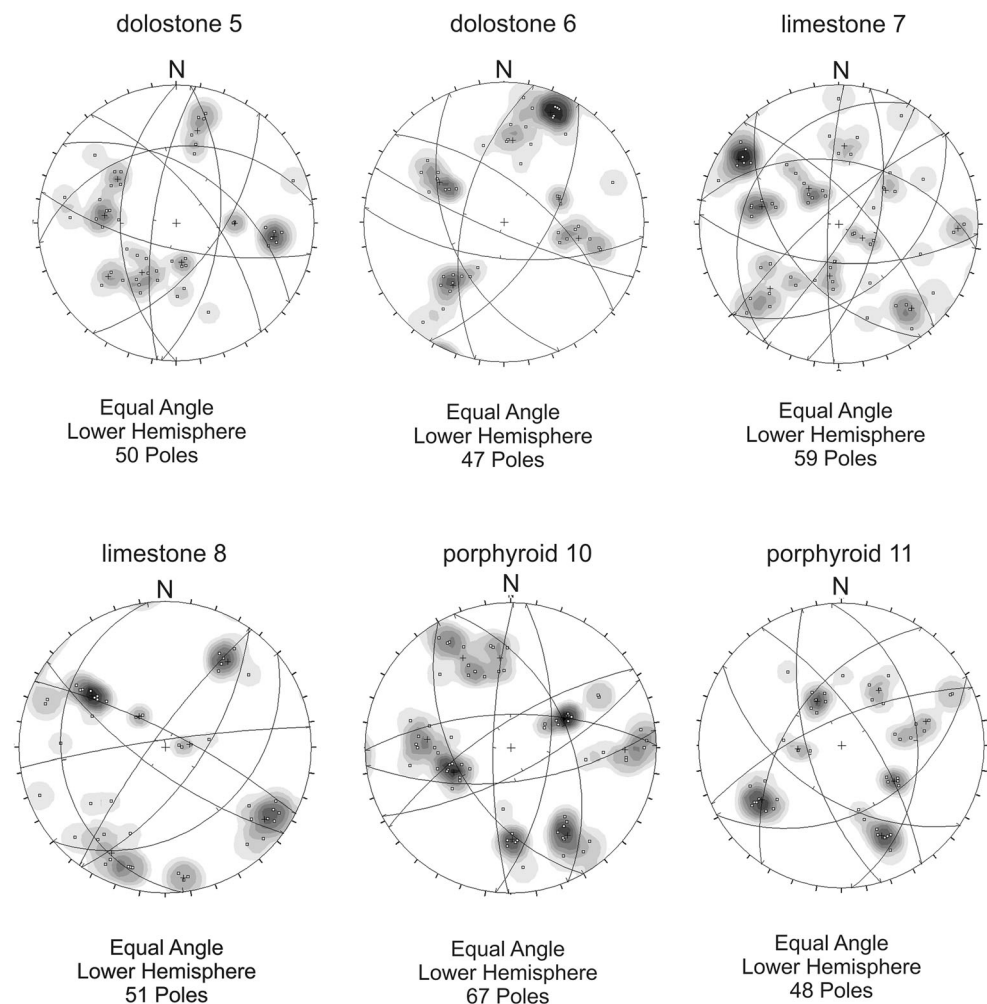 dolostone 5
N
Equal Angle
Lower Hemisphere
50 Poles
dolostone 6
N
Equal Angle
Lower Hemisphere
47 Poles
limestone 7
N
Equal Angle
Lower Hemisphere
59 Poles
limestone 8
N
Equal Angle
Lower Hemisphere
51 Poles
porphyroid 10
N
Equal Angle
Lower Hemisphere
67 Poles
porphyroid 11
N
Equal Angle
Lower Hemisphere
48 Poles